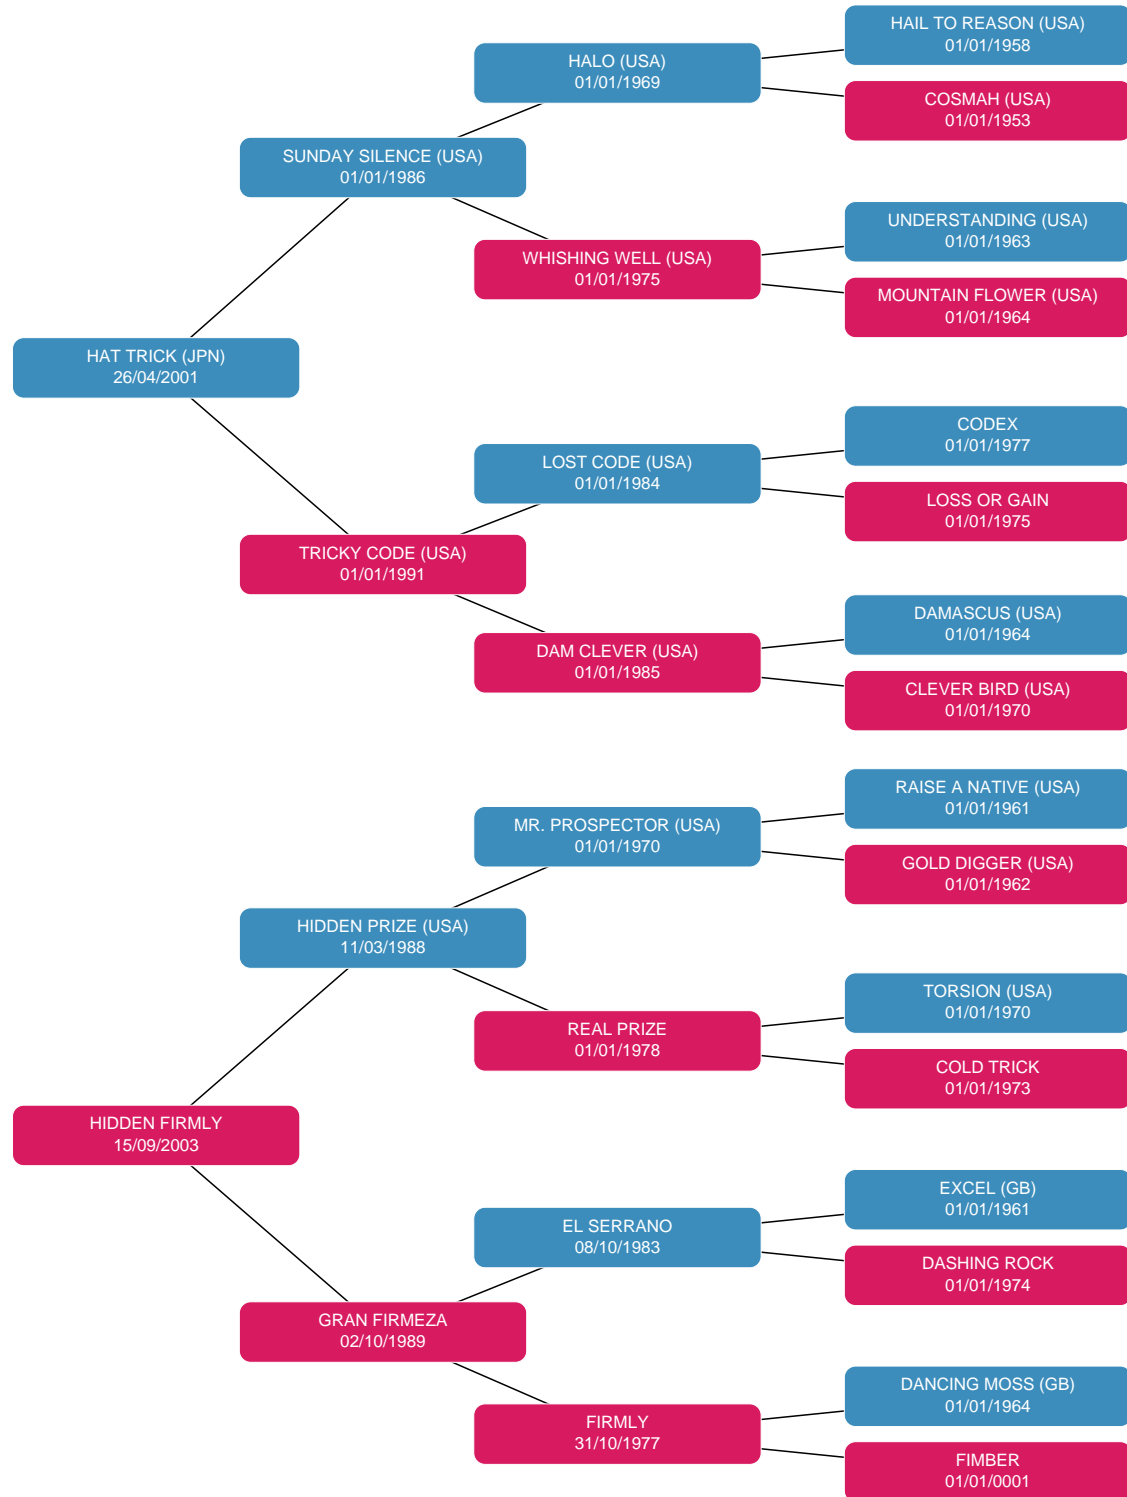 HAIL TO REASON (USA)
01/01/1958
HALO (USA)
01/01/1969
COSMAH (USA)
01/01/1953
SUNDAY SILENCE (USA)
01/01/1986
UNDERSTANDING (USA)
01/01/1963
WHISHING WELL (USA)
01/01/1975
MOUNTAIN FLOWER (USA)
01/01/1964
HAT TRICK (JPN)
26/04/2001
CODEX
01/01/1977
LOST CODE (USA)
01/01/1984
LOSS OR GAIN
01/01/1975
TRICKY CODE (USA)
01/01/1991
DAMASCUS (USA)
01/01/1964
DAM CLEVER (USA)
01/01/1985
CLEVER BIRD (USA)
01/01/1970
RAISE A NATIVE (USA)
01/01/1961
MR. PROSPECTOR (USA)
01/01/1970
GOLD DIGGER (USA)
01/01/1962
HIDDEN PRIZE (USA)
11/03/1988
TORSION (USA)
01/01/1970
REAL PRIZE
01/01/1978
COLD TRICK
01/01/1973
HIDDEN FIRMLY
15/09/2003
EXCEL (GB)
01/01/1961
EL SERRANO
08/10/1983
DASHING ROCK
01/01/1974
GRAN FIRMEZA
02/10/1989
DANCING MOSS (GB)
01/01/1964
FIRMLY
31/10/1977
FIMBER
01/01/0001